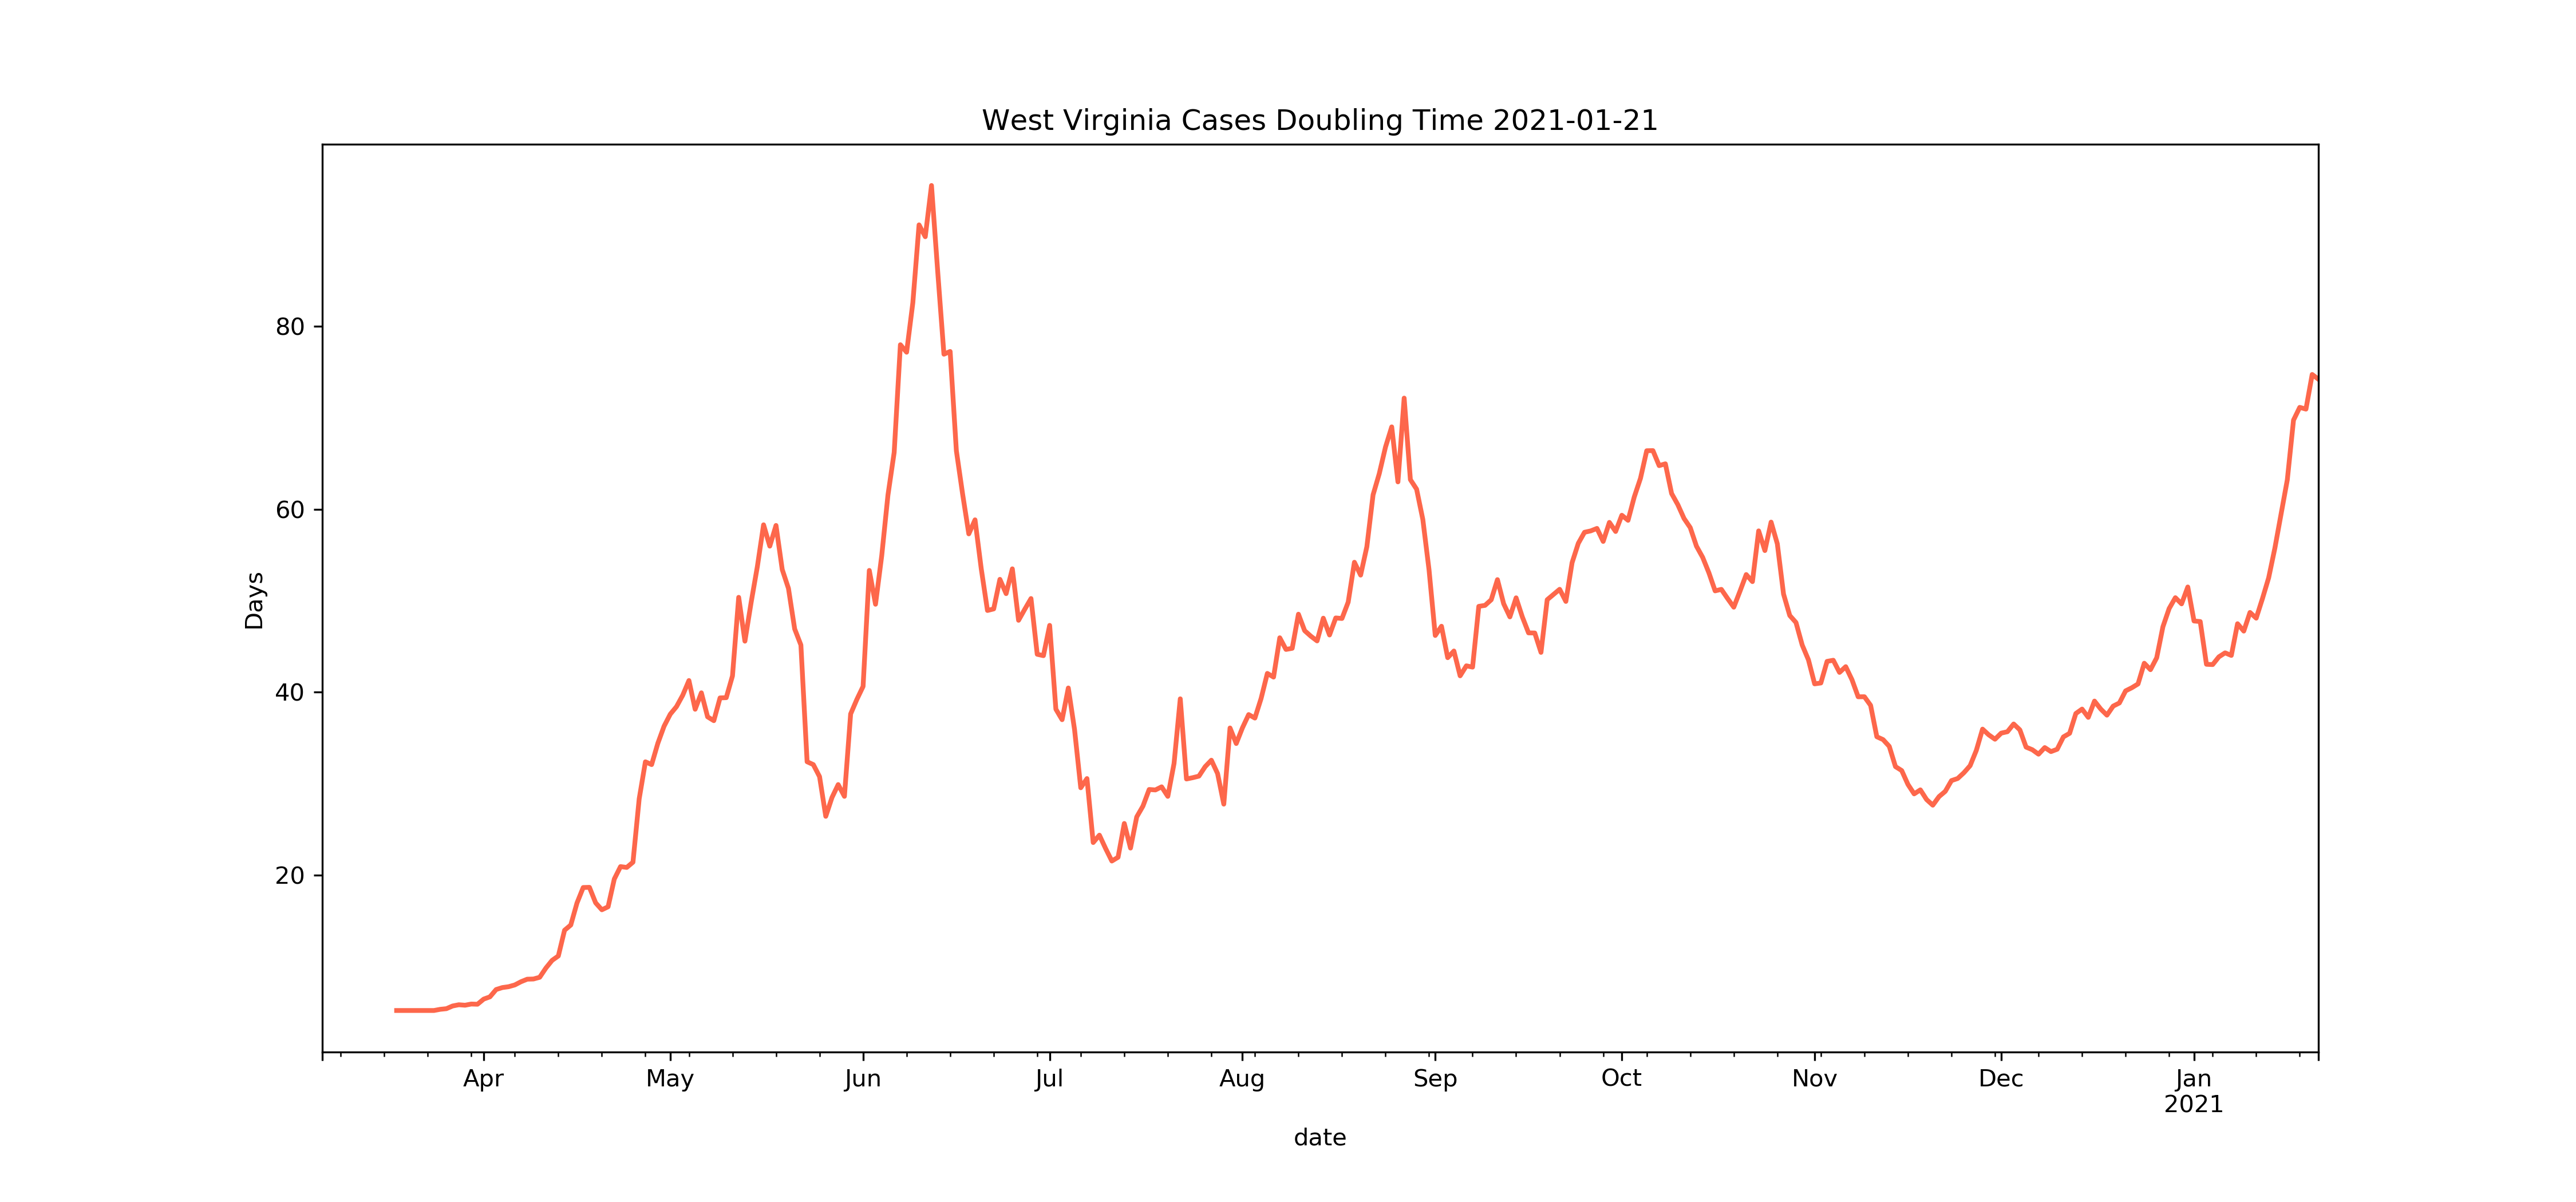 West Virginia Cases Doubling Time 2021-01-21
Days
80
60
40
20
Apr May Jun Jul Aug Sep Oct Nov Dec Jan
2021
date